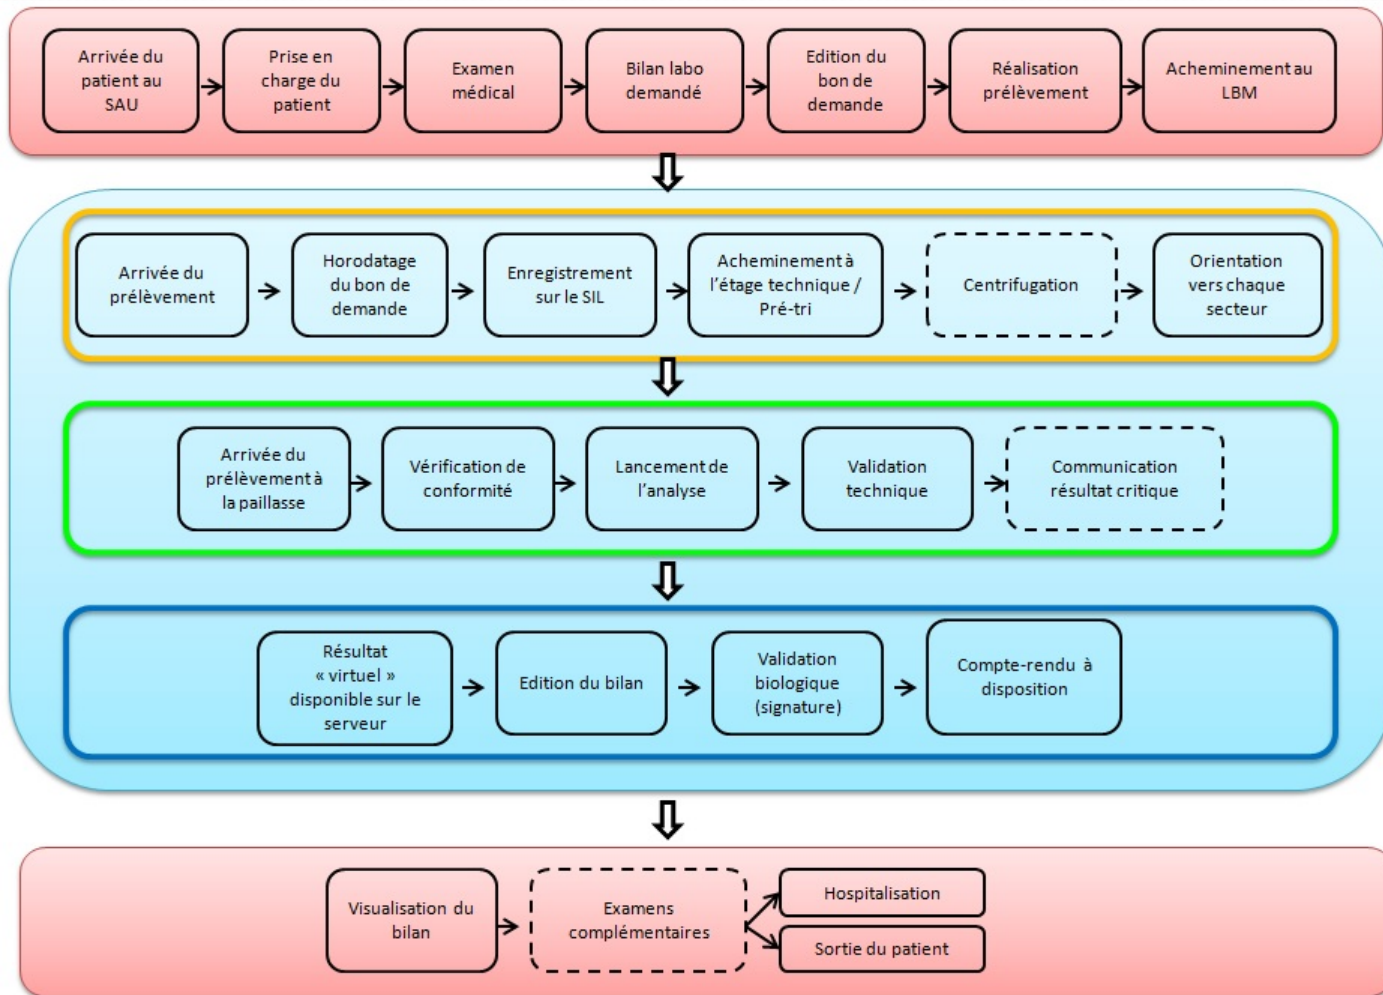 Arrivée du
patient au
SAU
Prise en
charge du
patient
Examen
médical
Bilan labo
demandé
Edition du
bon de
demande
Réalisation
prélèvement
Acheminement au
LBM
Arrivée du
prélèvement
Horodatage
du bon de
demande
Enregistrement
sur le SIL
Acheminement à
l’étage technique /
Pré-tri
Centrifugation
Orientation
vers chaque
secteur
Arrivée du
prélèvement à
la paillasse
Vérification de
conformité
Lancement de
l’analyse
Validation
technique
Communication
résultat critique
Résultat
« virtuel »
disponible sur le
serveur
Edition du bilan
Validation
biologique
(signature)
Compte-rendu à
disposition
Visualisation du
bilan
Examens
complémentaires
Hospitalisation
Sortie du patient